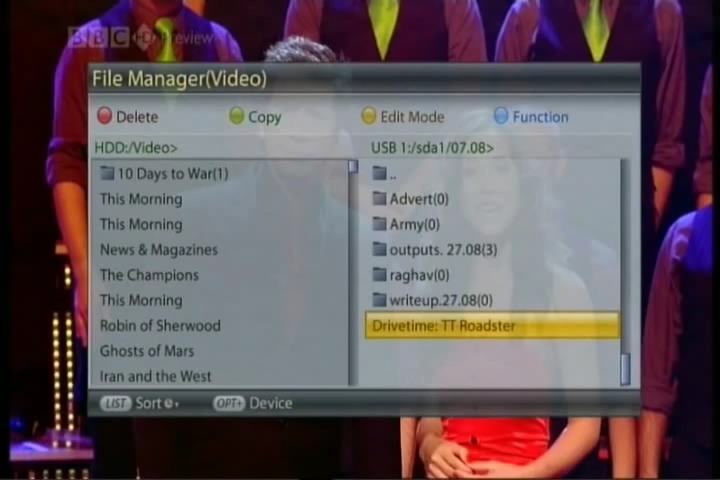 BBC HD Preview
File Manager(Video)
Delete
Copy
Edit Mode
Function
HDD:/Video>
10 Days to War(1)
This Morning
This Morning
News & Magazines
The Champions
This Morning
Robin of Sherwood
Ghosts of Mars
Iran and the West
USB 1:/sda1/07.08>
..
Advert(0)
Army(0)
outputs. 27.08(3)
raghav(0)
writeup.27.08(0)
Drivetime: TT Roadster
LIST Sort
OPT+ Device